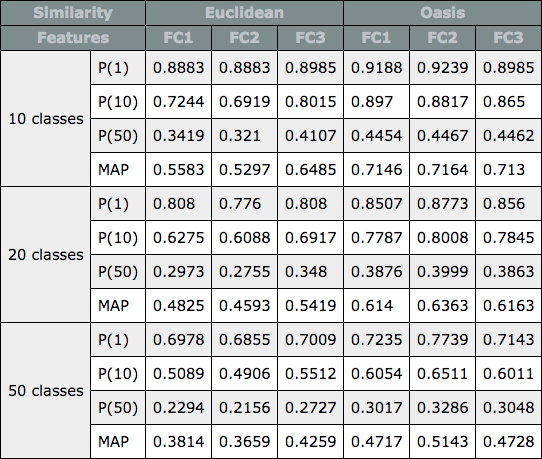 Similarity Euclidean Oasis
Features FC1 FC2 FC3 FC1 FC2 FC3
10 classes P(1) 0.8883 0.8883 0.8985 0.9188 0.9239 0.8985
P(10) 0.7244 0.6919 0.8015 0.897 0.8817 0.865
P(50) 0.3419 0.321 0.4107 0.4454 0.4467 0.4462
MAP 0.5583 0.5297 0.6485 0.7146 0.7164 0.713
20 classes P(1) 0.808 0.776 0.808 0.8507 0.8773 0.856
P(10) 0.6275 0.6088 0.6917 0.7787 0.8008 0.7845
P(50) 0.2973 0.2755 0.348 0.3876 0.3999 0.3863
MAP 0.4825 0.4593 0.5419 0.614 0.6363 0.6163
50 classes P(1) 0.6978 0.6855 0.7009 0.7235 0.7739 0.7143
P(10) 0.5089 0.4906 0.5512 0.6054 0.6511 0.6011
P(50) 0.2294 0.2156 0.2727 0.3017 0.3286 0.3048
MAP 0.3814 0.3659 0.4259 0.4717 0.5143 0.4728